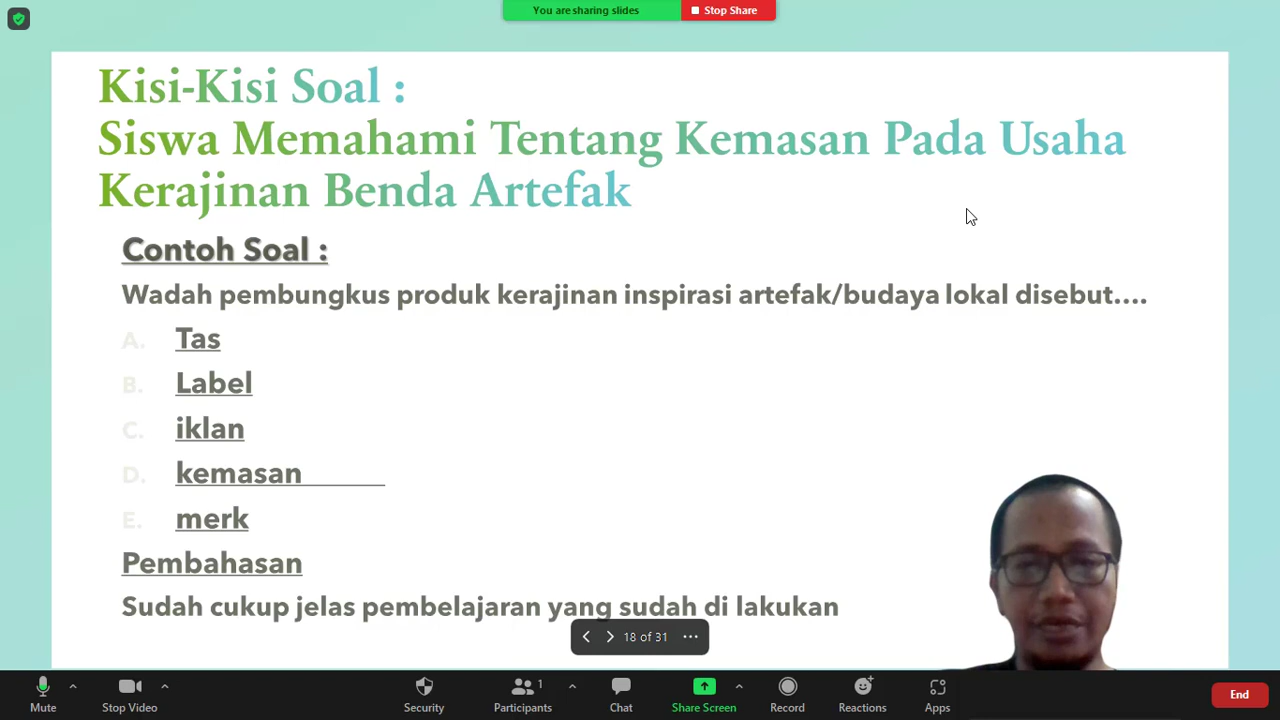 You are sharing slides
Stop Share
Kisi-Kisi Soal :
Siswa Memahami Tentang Kemasan Pada Usaha
Kerajinan Benda Artefak
Contoh Soal :
Wadah pembungkus produk kerajinan inspirasi artefak/budaya lokal disebut....
A. Tas
B. Label
C. iklan
D. kemasan
E. merk
Pembahasan
Sudah cukup jelas pembelajaran yang sudah di lakukan
18 of 31
Mute
Stop Video
Security
Participants 1
Chat
Share Screen
Record
Reactions
Apps
End